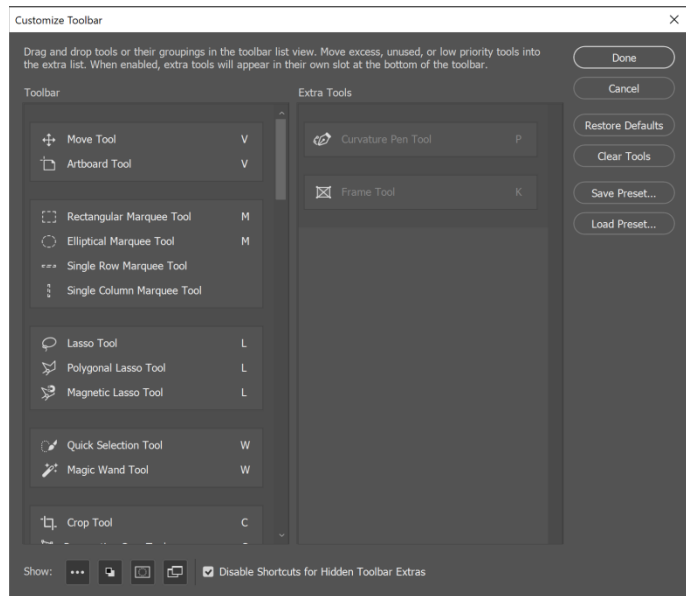 Customize Toolbar
Drag and drop tools or their groupings in the toolbar list view. Move excess, unused, or low priority tools into
the extra list. When enabled, extra tools will appear in their own slot at the bottom of the toolbar.
Done
Cancel
Restore Defaults
Clear Tools
Save Preset...
Load Preset...
Toolbar
Move Tool V
Artboard Tool V
Rectangular Marquee Tool M
Elliptical Marquee Tool M
Single Row Marquee Tool
Single Column Marquee Tool
Lasso Tool L
Polygonal Lasso Tool L
Magnetic Lasso Tool L
Quick Selection Tool W
Magic Wand Tool W
Crop Tool C
Extra Tools
Curvature Pen Tool P
Frame Tool K
Show:
Disable Shortcuts for Hidden Toolbar Extras